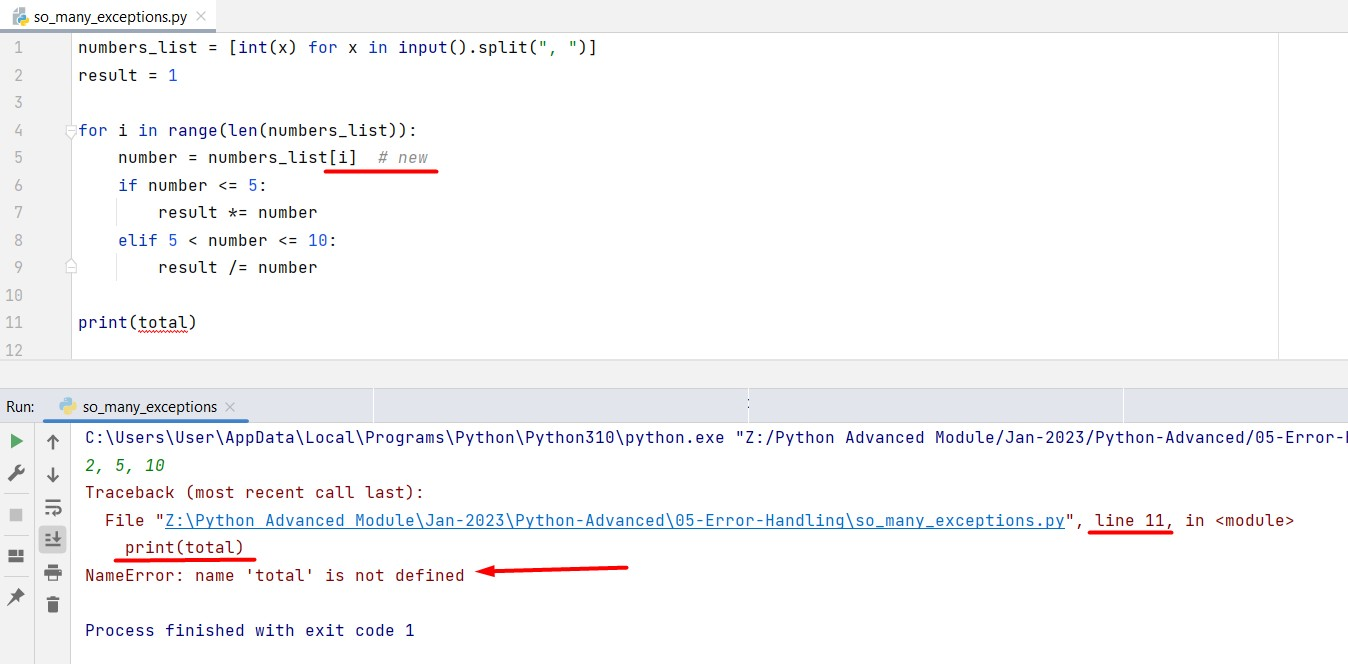 so_many_exceptions.py
1 numbers_list = [int(x) for x in input().split(", ")]
2 result = 1
3
4 for i in range(len(numbers_list)):
5     number = numbers_list[i]  # new
6     if number <= 5:
7         result *= number
8     elif 5 < number <= 10:
9         result /= number
10
11 print(total)
12
Run: so_many_exceptions
C:\Users\User\AppData\Local\Programs\Python\Python310\python.exe "Z:/Python Advanced Module/Jan-2023/Python-Advanced/05-Error-
2, 5, 10
Traceback (most recent call last):
  File "Z:\Python Advanced Module\Jan-2023\Python-Advanced\05-Error-Handling\so_many_exceptions.py", line 11, in <module>
    print(total)
NameError: name 'total' is not defined
Process finished with exit code 1